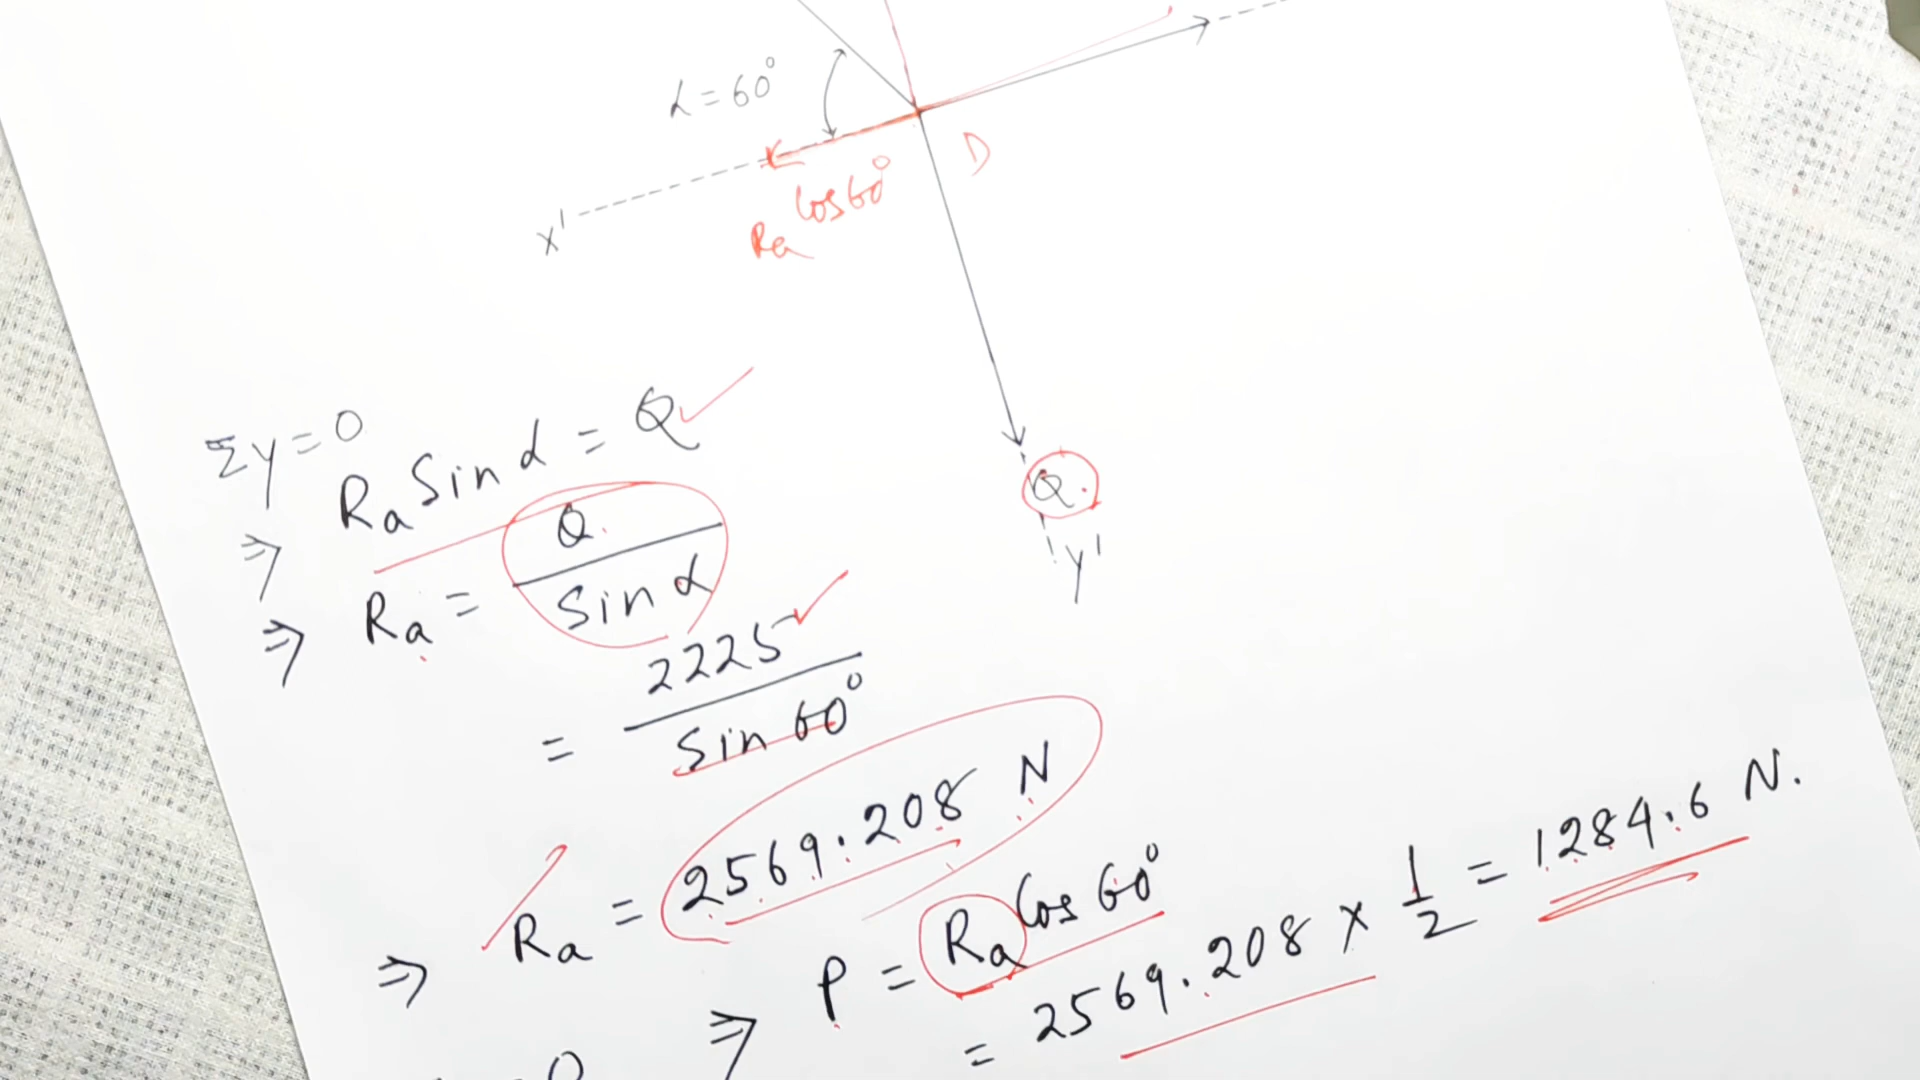 α = 60°
D
Ra Cos60°
X'
Q.
Y'
Σy = 0
⇒ Ra Sin α = Q
⇒ Ra = Q. / Sin α
= 2225 / Sin 60°
⇒ Ra = 2569.208 N
⇒ P = Ra Cos 60°
= 2569.208 × 1/2 = 1284.6 N.